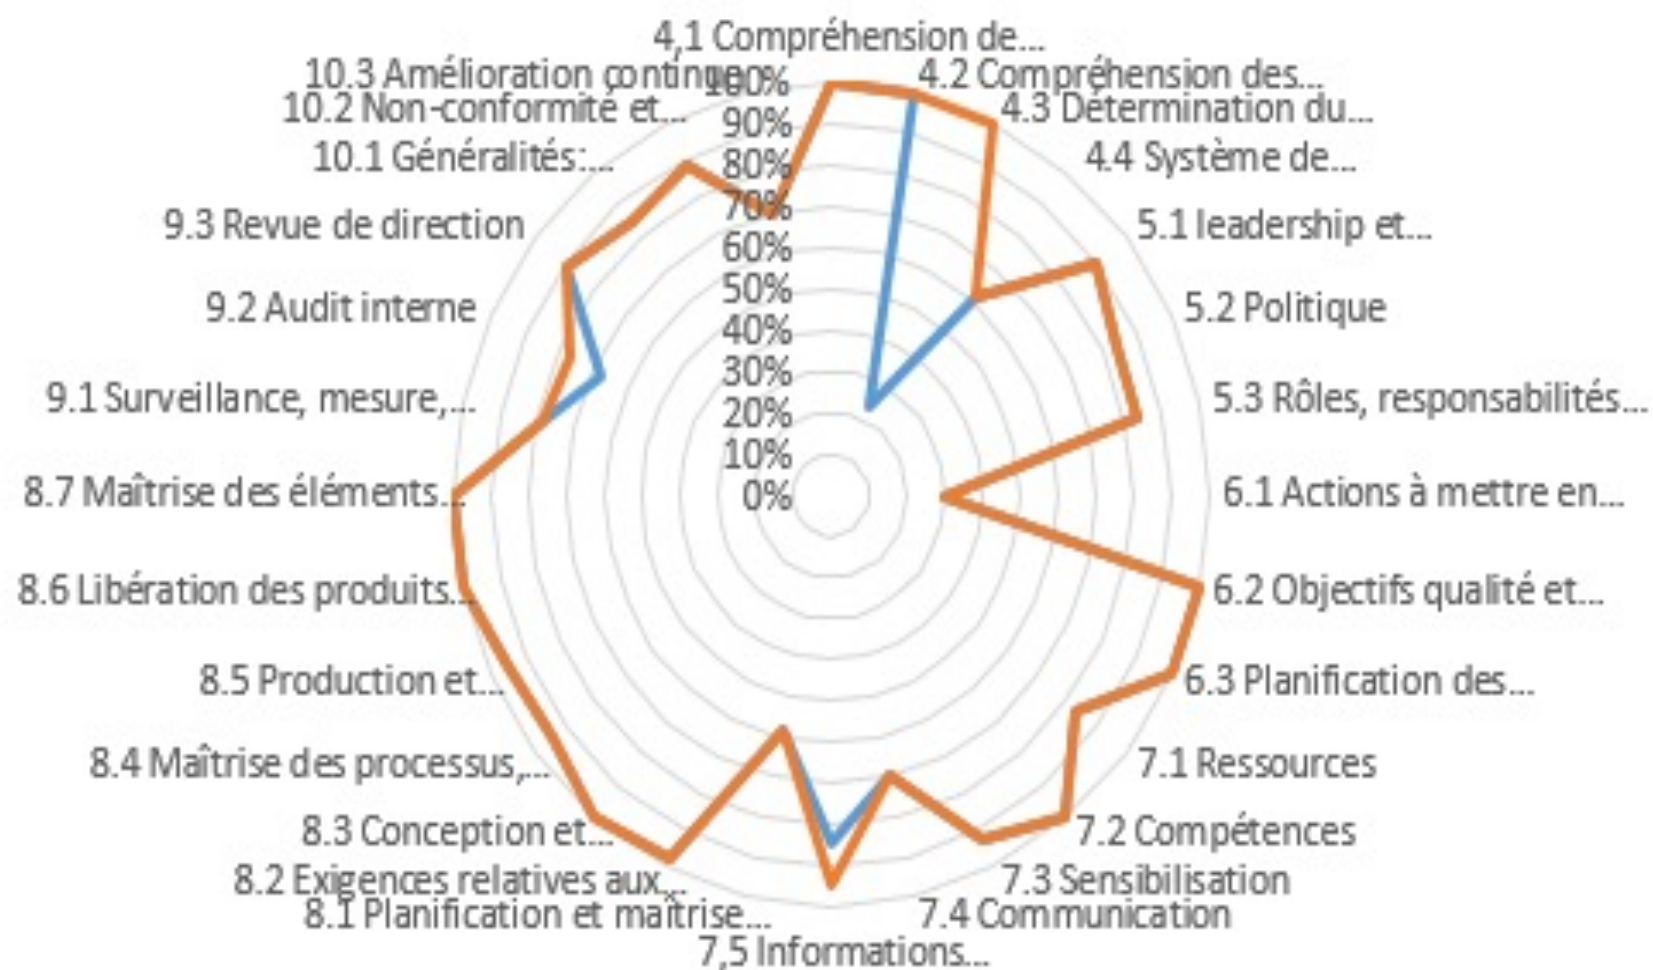 4,1 Compréhension de...
4.2 Compréhension des...
4.3 Détermination du...
4.4 Système de...
5.1 leadership et...
5.2 Politique
5.3 Rôles, responsabilités...
6.1 Actions à mettre en...
6.2 Objectifs qualité et...
6.3 Planification des...
7.1 Ressources
7.2 Compétences
7.3 Sensibilisation
7.4 Communication
7,5 Informations...
8.1 Planification et maîtrise...
8.2 Exigences relatives aux...
8.3 Conception et...
8.4 Maîtrise des processus,...
8.5 Production et...
8.6 Libération des produits...
8.7 Maîtrise des éléments...
9.1 Surveillance, mesure,...
9.2 Audit interne
9.3 Revue de direction
10.1 Généralités:...
10.2 Non-conformité et...
10.3 Amélioration continue
100%
90%
80%
70%
60%
50%
40%
30%
20%
10%
0%